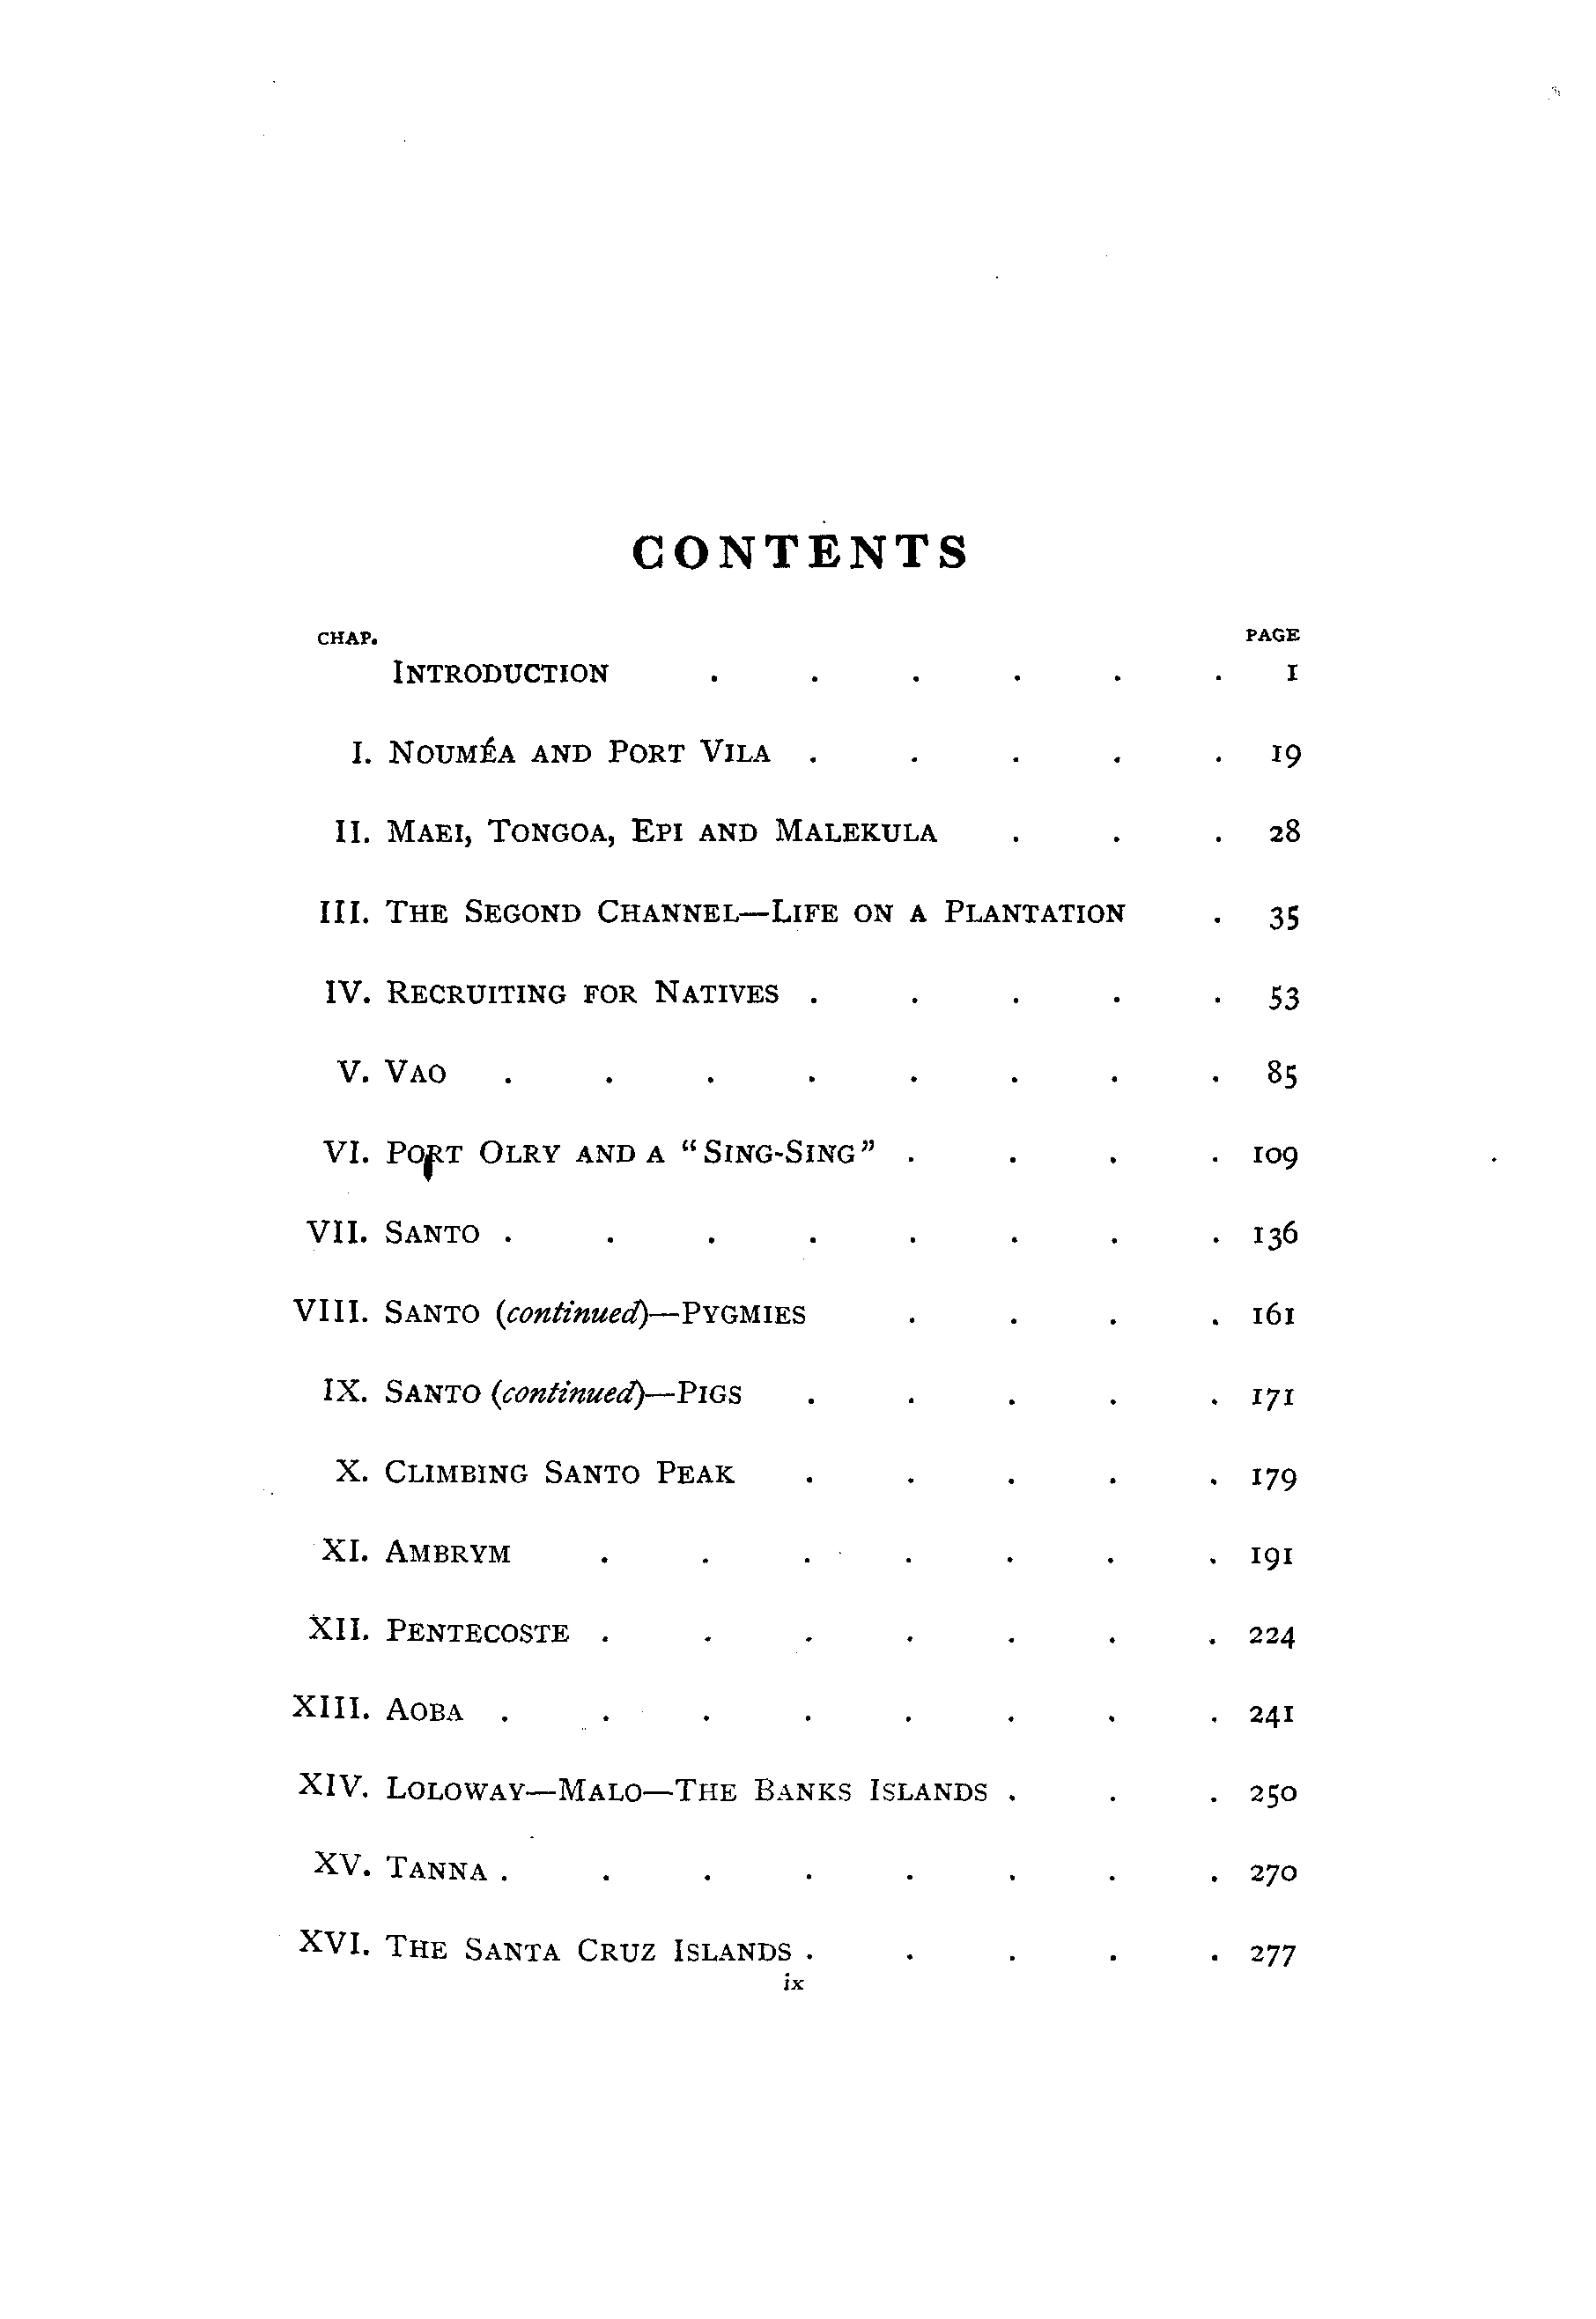 CONTENTS
CHAP. PAGE
INTRODUCTION . . . . . . 1
I. NOUMÉA AND PORT VILA . . . . . 19
II. MAEI, TONGOA, EPI AND MALEKULA . . . 28
III. THE SEGOND CHANNEL—LIFE ON A PLANTATION . 35
IV. RECRUITING FOR NATIVES . . . . . 53
V. VAO . . . . . . . . 85
VI. PORT OLRY AND A "SING-SING" . . . . 109
VII. SANTO . . . . . . . . 136
VIII. SANTO (continued)—PYGMIES . . . . 161
IX. SANTO (continued)—PIGS . . . . . 171
X. CLIMBING SANTO PEAK . . . . . 179
XI. AMBRYM . . . . . . . 191
XII. PENTECOSTE . . . . . . . 224
XIII. AOBA . . . . . . . . 241
XIV. LOLOWAY—MALO—THE BANKS ISLANDS . . . 250
XV. TANNA . . . . . . . . 270
XVI. THE SANTA CRUZ ISLANDS . . . . . 277
ix